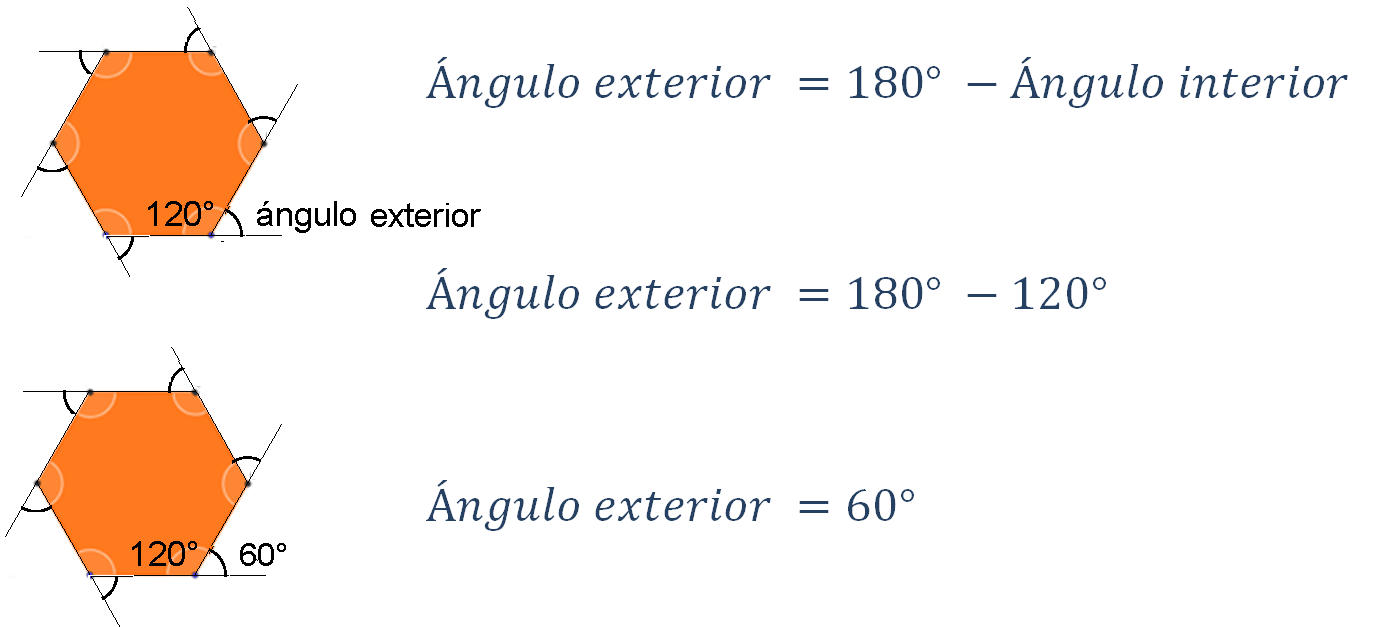 Ángulo exterior = 180° − Ángulo interior
120° ángulo exterior
Ángulo exterior = 180° − 120°
Ángulo exterior = 60°
120° 60°